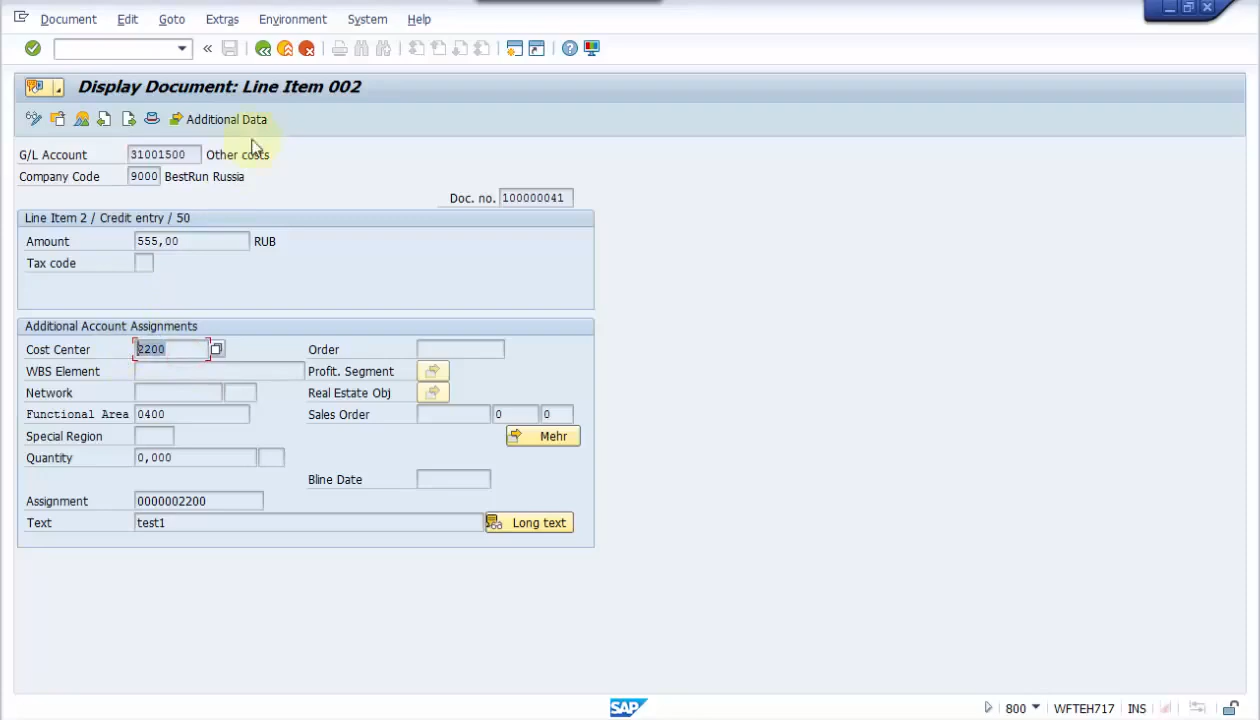 Document Edit Goto Extras Environment System Help
Display Document: Line Item 002
Additional Data
G/L Account 31001500 Other costs
Company Code 9000 BestRun Russia
Doc. no. 100000041
Line Item 2 / Credit entry / 50
Amount 555,00 RUB
Tax code
Additional Account Assignments
Cost Center 2200 Order
WBS Element Profit. Segment
Network Real Estate Obj
Functional Area 0400 Sales Order 0 0
Special Region Mehr
Quantity 0,000
Bline Date
Assignment 0000002200
Text test1 Long text
SAP 800 WFTEH717 INS